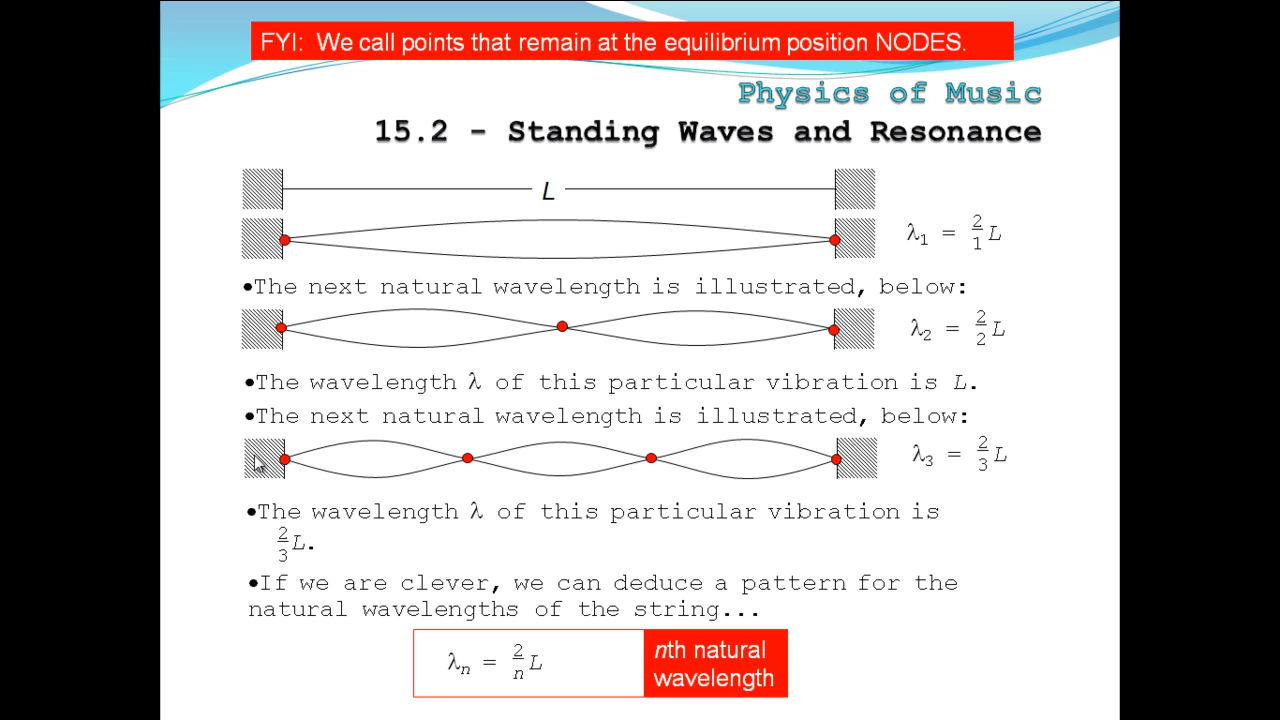 FYI: We call points that remain at the equilibrium position NODES.
Physics of Music
15.2 - Standing Waves and Resonance
L
λ₁ = 2/1 L
•The next natural wavelength is illustrated, below:
λ₂ = 2/2 L
•The wavelength λ of this particular vibration is L.
•The next natural wavelength is illustrated, below:
λ₃ = 2/3 L
•The wavelength λ of this particular vibration is
2/3 L.
•If we are clever, we can deduce a pattern for the
natural wavelengths of the string...
λₙ = 2/n L
nth natural
wavelength